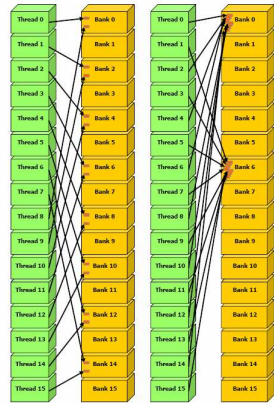 Thread 0 Bank 0 Thread 0 Bank 0
Thread 1 Bank 1 Thread 1 Bank 1
Thread 2 Bank 2 Thread 2 Bank 2
Thread 3 Bank 3 Thread 3 Bank 3
Thread 4 Bank 4 Thread 4 Bank 4
Thread 5 Bank 5 Thread 5 Bank 5
Thread 6 Bank 6 Thread 6 Bank 6
Thread 7 Bank 7 Thread 7 Bank 7
Thread 8 Bank 8 Thread 8 Bank 8
Thread 9 Bank 9 Thread 9 Bank 9
Thread 10 Bank 10 Thread 10 Bank 10
Thread 11 Bank 11 Thread 11 Bank 11
Thread 12 Bank 12 Thread 12 Bank 12
Thread 13 Bank 13 Thread 13 Bank 13
Thread 14 Bank 14 Thread 14 Bank 14
Thread 15 Bank 15 Thread 15 Bank 15